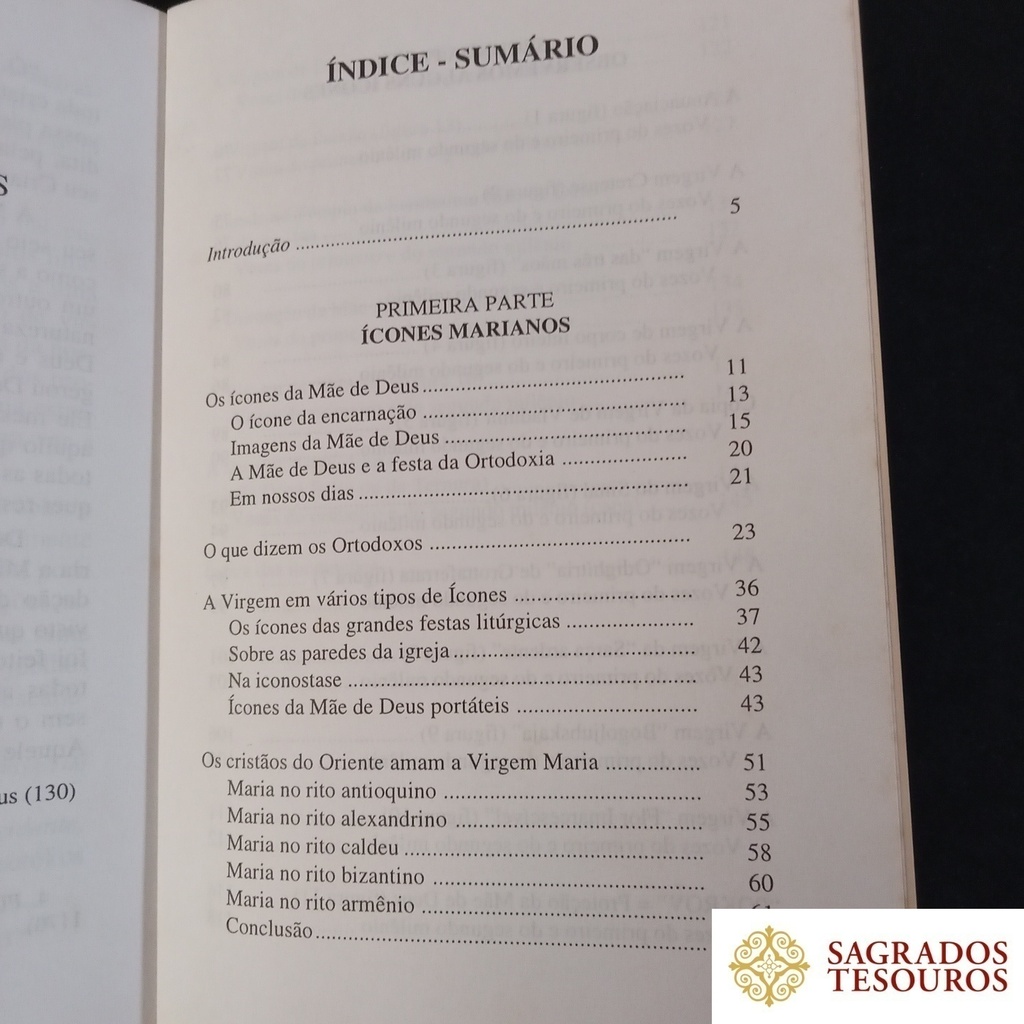 ÍNDICE - SUMÁRIO
Introdução .......... 5
PRIMEIRA PARTE
ÍCONES MARIANOS
Os ícones da Mãe de Deus .......... 11
O ícone da encarnação .......... 13
Imagens da Mãe de Deus .......... 15
A Mãe de Deus e a festa da Ortodoxia .......... 20
Em nossos dias .......... 21
O que dizem os Ortodoxos .......... 23
A Virgem em vários tipos de Ícones .......... 36
Os ícones das grandes festas litúrgicas .......... 37
Sobre as paredes da igreja .......... 42
Na iconostase .......... 43
Ícones da Mãe de Deus portáteis .......... 43
Os cristãos do Oriente amam a Virgem Maria .......... 51
Maria no rito antioquino .......... 53
Maria no rito alexandrino .......... 55
Maria no rito caldeu .......... 58
Maria no rito bizantino .......... 60
Maria no rito armênio ..........
Conclusão ..........
(130)
SAGRADOS
TESOUROS